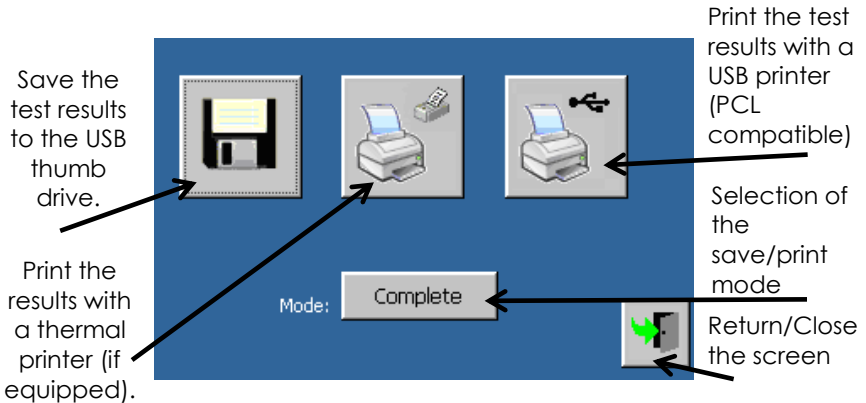 Save the
test results
to the USB
thumb
drive.
Print the
results with
a thermal
printer (if
equipped).
Mode:
Complete
Print the test
results with a
USB printer
(PCL
compatible)
Selection of
the
save/print
mode
Return/Close
the screen